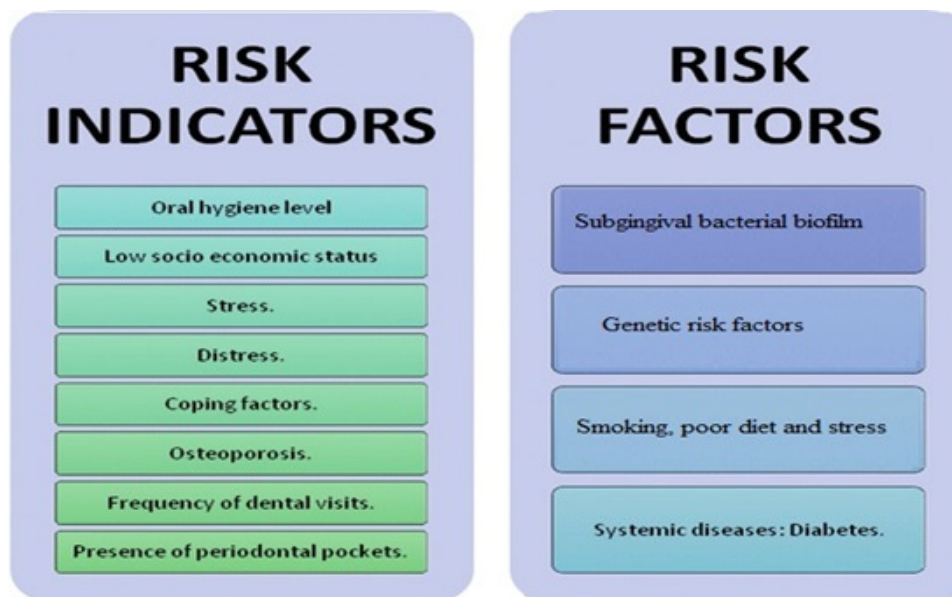 RISK
INDICATORS
Oral hygiene level
Low socio economic status
Stress.
Distress.
Coping factors.
Osteoporosis.
Frequency of dental visits.
Presence of periodontal pockets.
RISK
FACTORS
Subgingival bacterial biofilm
Genetic risk factors
Smoking, poor diet and stress
Systemic diseases: Diabetes.